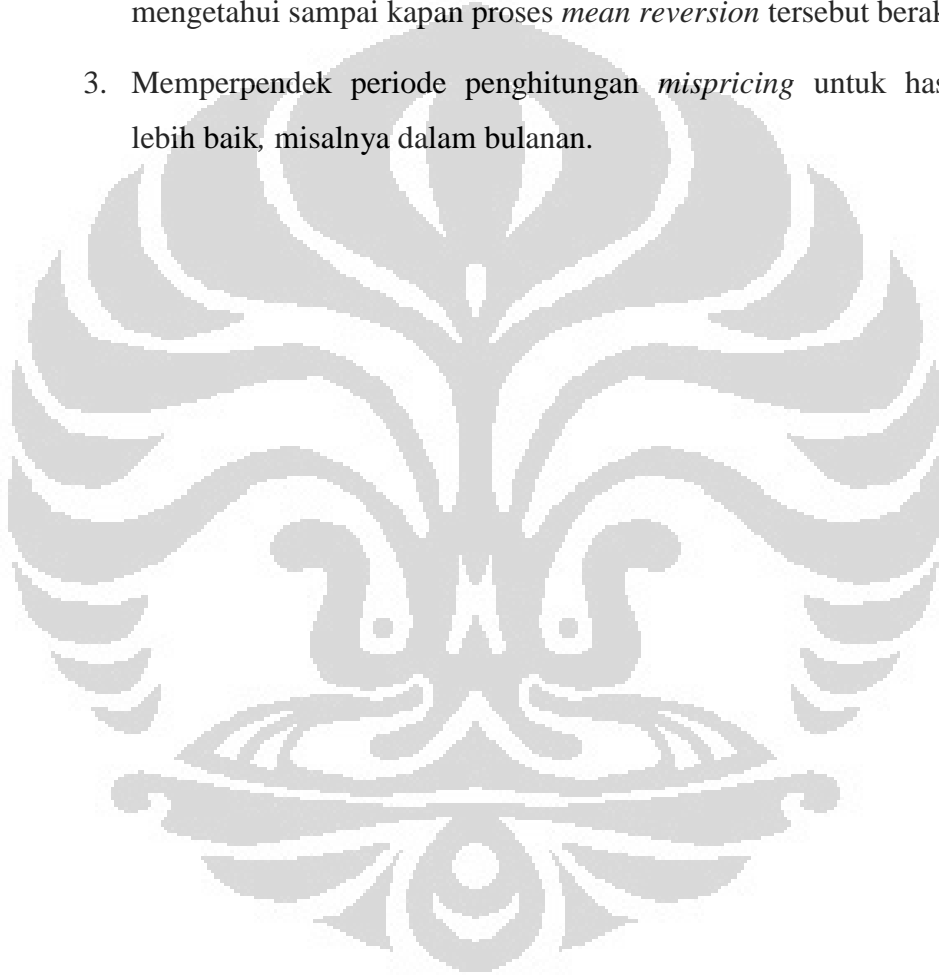 mengetahui sampai kapan proses mean reversion tersebut berak
3. Memperpendek periode penghitungan mispricing untuk has
lebih baik, misalnya dalam bulanan.